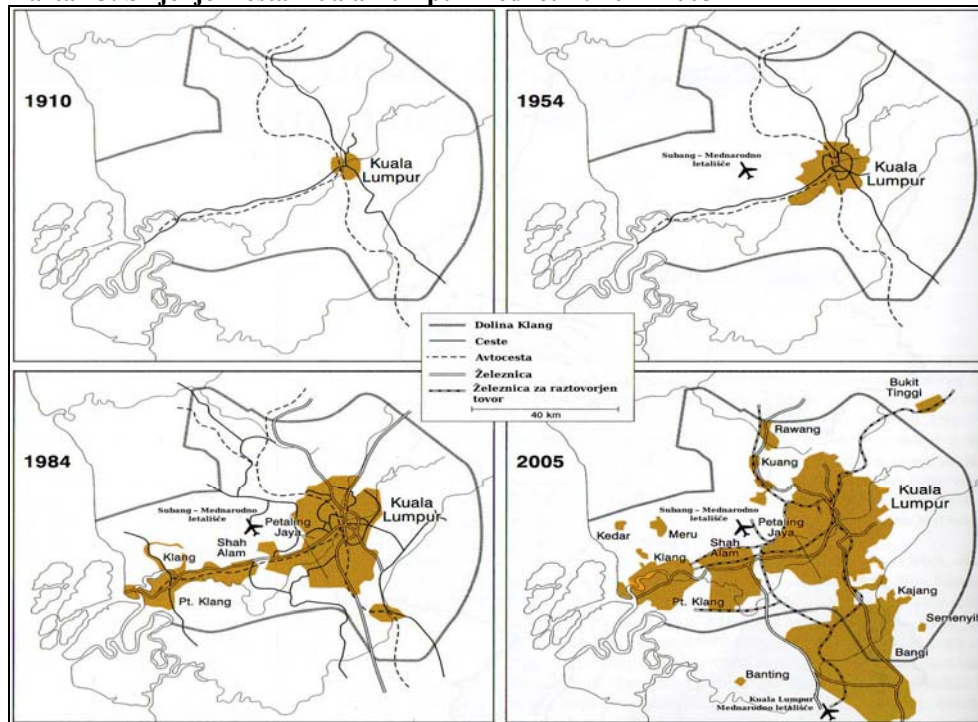 1910
Kuala
Lumpur
1954
Subang – Mednarodno
letališče
Kuala
Lumpur
Dolina Klang
Ceste
Avtocesta
Železnica
Železnica za raztovorjen
tovor
40 km
1984
Subang – Mednarodno
letališče
Petaling
Jaya
Kuala
Lumpur
Shah
Alam
Klang
Pt. Klang
2005
Bukit
Tinggi
Rawang
Kuang
Kuala
Lumpur
Subang – Mednarodno
letališče
Petaling
Jaya
Kedar
Meru
Shah
Alam
Klang
Pt. Klang
Kajang
Semenyih
Bangi
Banting
Kuala Lumpur
Mednarodno letališče